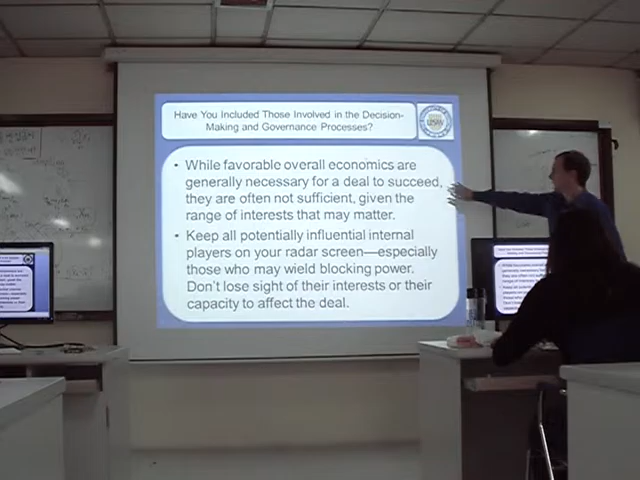 Have You Included Those Involved in the Decision-
Making and Governance Processes?
• While favorable overall economics are
generally necessary for a deal to succeed,
they are often not sufficient, given the
range of interests that may matter.
• Keep all potentially influential internal
players on your radar screen—especially
those who may wield blocking power.
Don't lose sight of their interests or their
capacity to affect the deal.